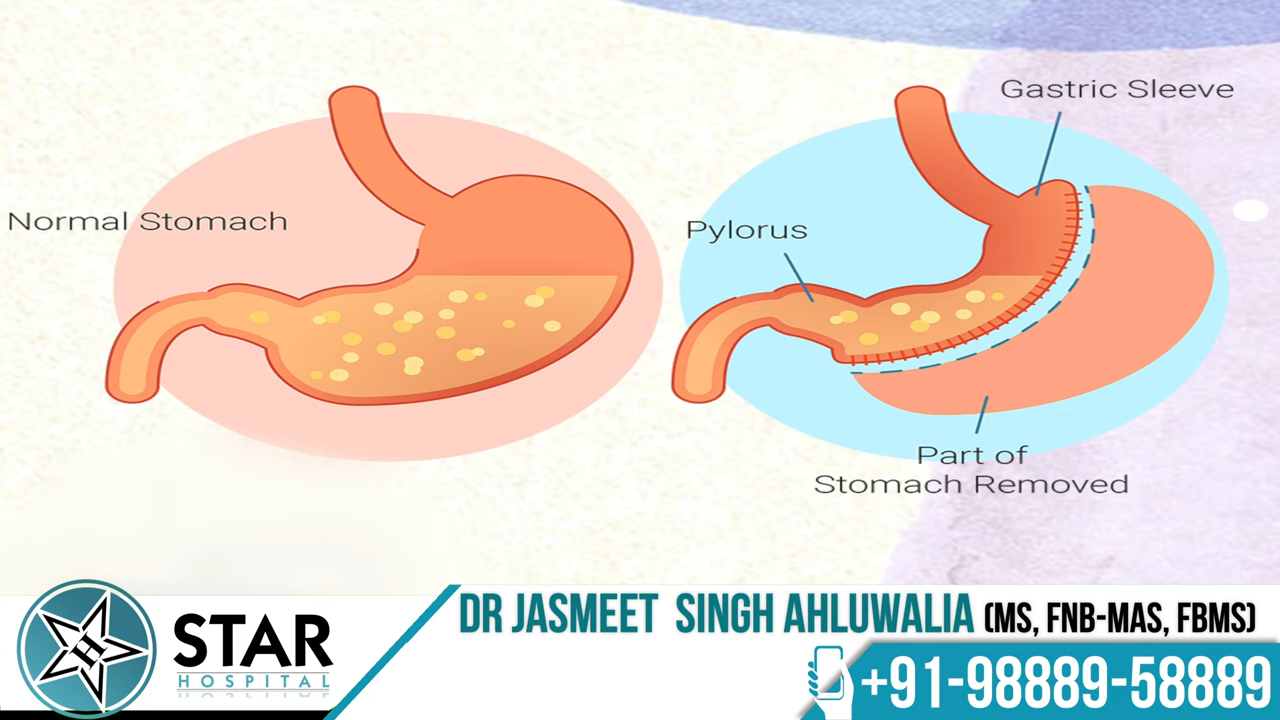 Gastric Sleeve
Normal Stomach
Pylorus
Part of
Stomach Removed
H
STAR
HOSPITAL
DR JASMEET SINGH AHLUWALIA (MS, FNB-MAS, FBMS)
+91-98889-58889